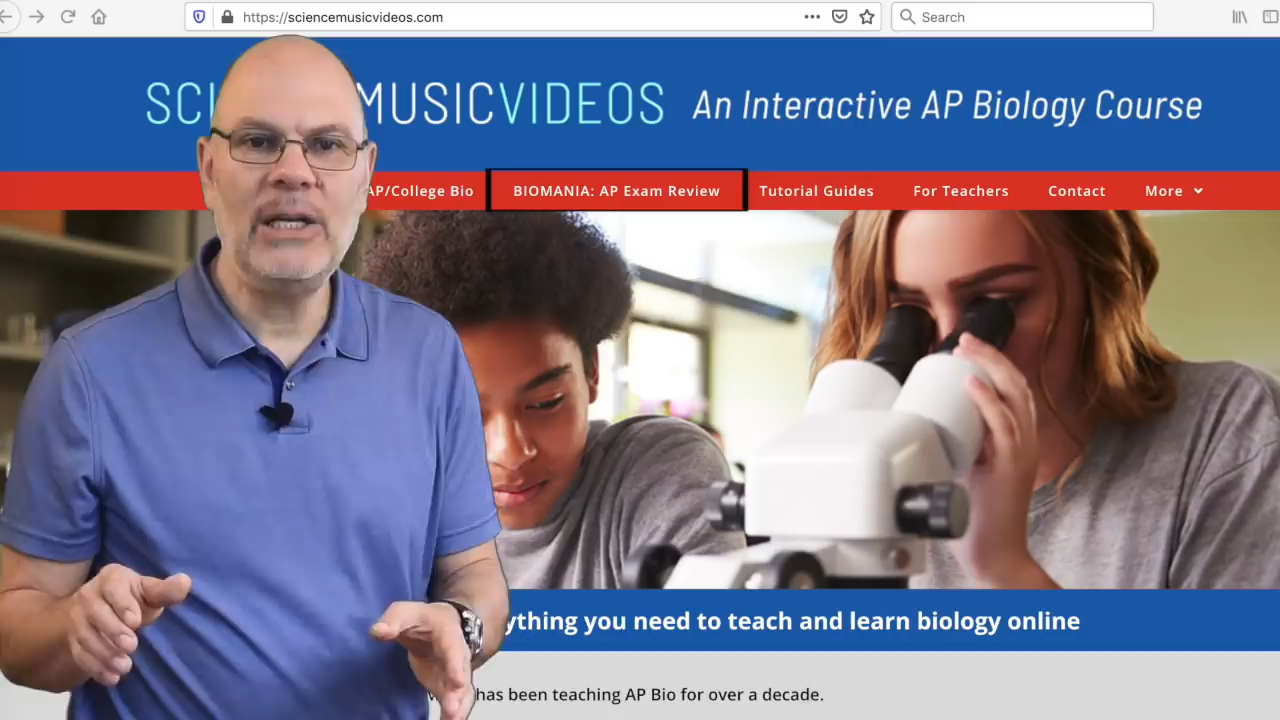 https://sciencemusicvideos.com
Search
MUSICVIDEOS An Interactive AP Biology Course
AP/College Bio BIOMANIA: AP Exam Review Tutorial Guides For Teachers Contact More
you need to teach and learn biology online
has been teaching AP Bio for over a decade.